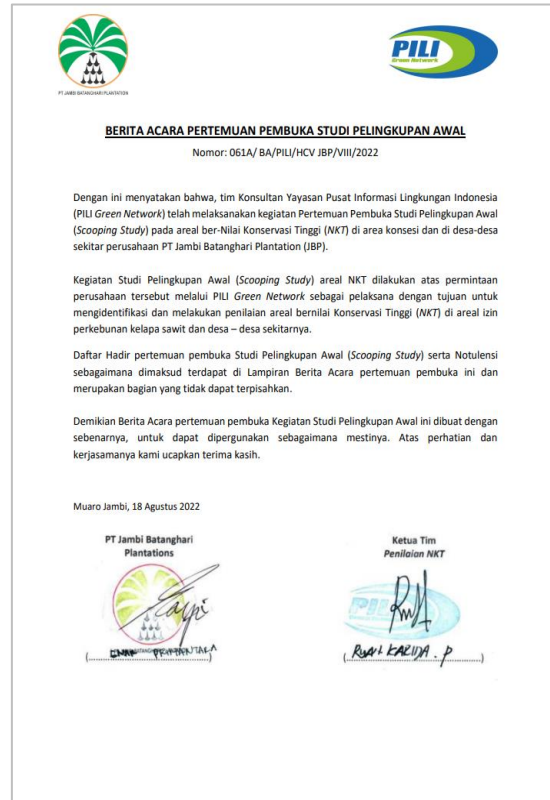 PT JAMBI BATANGHARI PLANTATION
PILI
Green Network
BERITA ACARA PERTEMUAN PEMBUKA STUDI PELINGKUPAN AWAL
Nomor: 061A/ BA/PILI/HCV JBP/VIII/2022
Dengan ini menyatakan bahwa, tim Konsultan Yayasan Pusat Informasi Lingkungan Indonesia
(PILI Green Network) telah melaksanakan kegiatan Pertemuan Pembuka Studi Pelingkupan Awal
(Scooping Study) pada areal ber-Nilai Konservasi Tinggi (NKT) di area konsesi dan di desa-desa
sekitar perusahaan PT Jambi Batanghari Plantation (JBP).
Kegiatan Studi Pelingkupan Awal (Scooping Study) areal NKT dilakukan atas permintaan
perusahaan tersebut melalui PILI Green Network sebagai pelaksana dengan tujuan untuk
mengidentifikasi dan melakukan penilaian areal bernilai Konservasi Tinggi (NKT) di areal izin
perkebunan kelapa sawit dan desa – desa sekitarnya.
Daftar Hadir pertemuan pembuka Studi Pelingkupan Awal (Scooping Study) serta Notulensi
sebagaimana dimaksud terdapat di Lampiran Berita Acara pertemuan pembuka ini dan
merupakan bagian yang tidak dapat terpisahkan.
Demikian Berita Acara pertemuan pembuka Kegiatan Studi Pelingkupan Awal ini dibuat dengan
sebenarnya, untuk dapat dipergunakan sebagaimana mestinya. Atas perhatian dan
kerjasamanya kami ucapkan terima kasih.
Muaro Jambi, 18 Agustus 2022
PT Jambi Batanghari
Plantations
Ketua Tim
Penilaian NKT
PILI